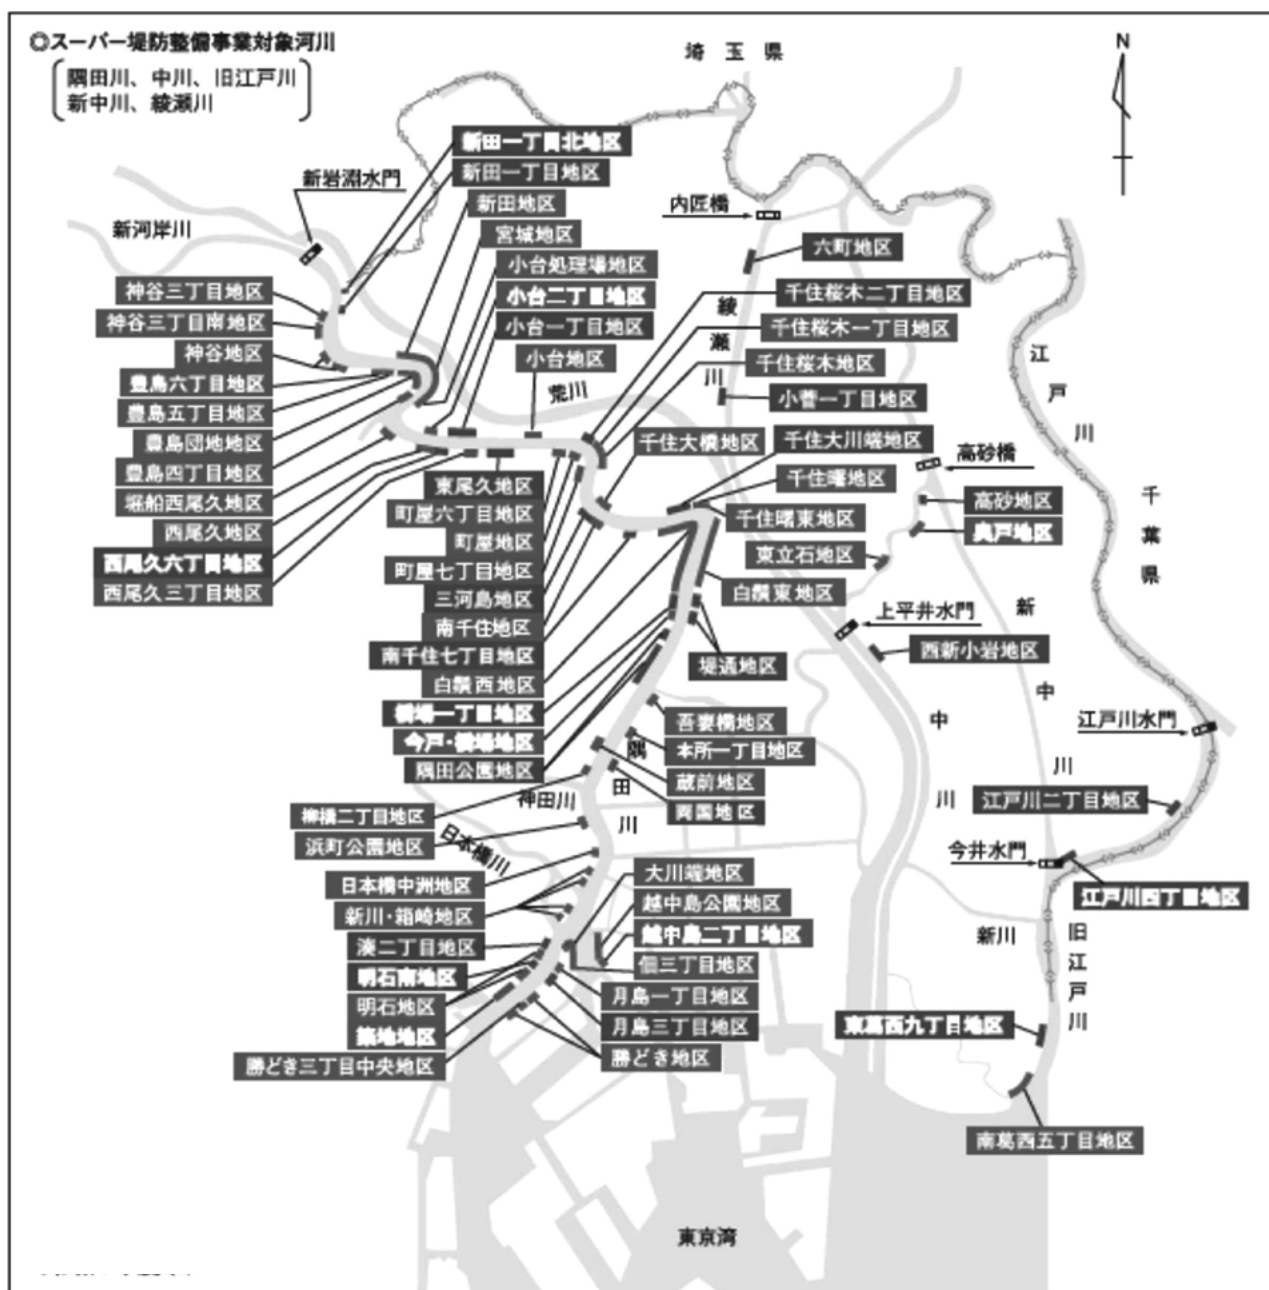 ◎スーパー堤防整備事業対象河川
隅田川、中川、旧江戸川
新中川、綾瀬川
埼玉県
N
新田一丁目北地区
新田一丁目地区
新岩淵水門
新田地区
新河岸川
宮城地区
小台処理場地区
小台二丁目地区
小台一丁目地区
小台地区
荒川
内匠橋
六町地区
綾瀬川
千住桜木二丁目地区
千住桜木一丁目地区
千住桜木地区
小菅一丁目地区
江戸川
千葉県
神谷三丁目地区
神谷三丁目南地区
神谷地区
豊島六丁目地区
豊島五丁目地区
豊島団地地区
豊島四丁目地区
堀船西尾久地区
西尾久地区
西尾久六丁目地区
西尾久三丁目地区
千住大橋地区
千住大川端地区
千住曙地区
千住曙東地区
高砂橋
高砂地区
奥戸地区
東立石地区
東尾久地区
町屋六丁目地区
町屋地区
町屋七丁目地区
三河島地区
南千住地区
南千住七丁目地区
白鬚西地区
橋場一丁目地区
今戸・橋場地区
隅田公園地区
白鬚東地区
堤通地区
上平井水門
西新小岩地区
新中川
中川
吾妻橋地区
本所一丁目地区
蔵前地区
両国地区
隅田川
神田川
日本橋川
柳橋二丁目地区
浜町公園地区
日本橋中洲地区
新川・箱崎地区
湊二丁目地区
明石南地区
明石地区
築地地区
勝どき三丁目中央地区
大川端地区
越中島公園地区
越中島二丁目地区
佃三丁目地区
月島一丁目地区
月島三丁目地区
勝どき地区
江戸川水門
江戸川二丁目地区
今井水門
江戸川四丁目地区
新川
旧江戸川
東葛西九丁目地区
南葛西五丁目地区
東京湾